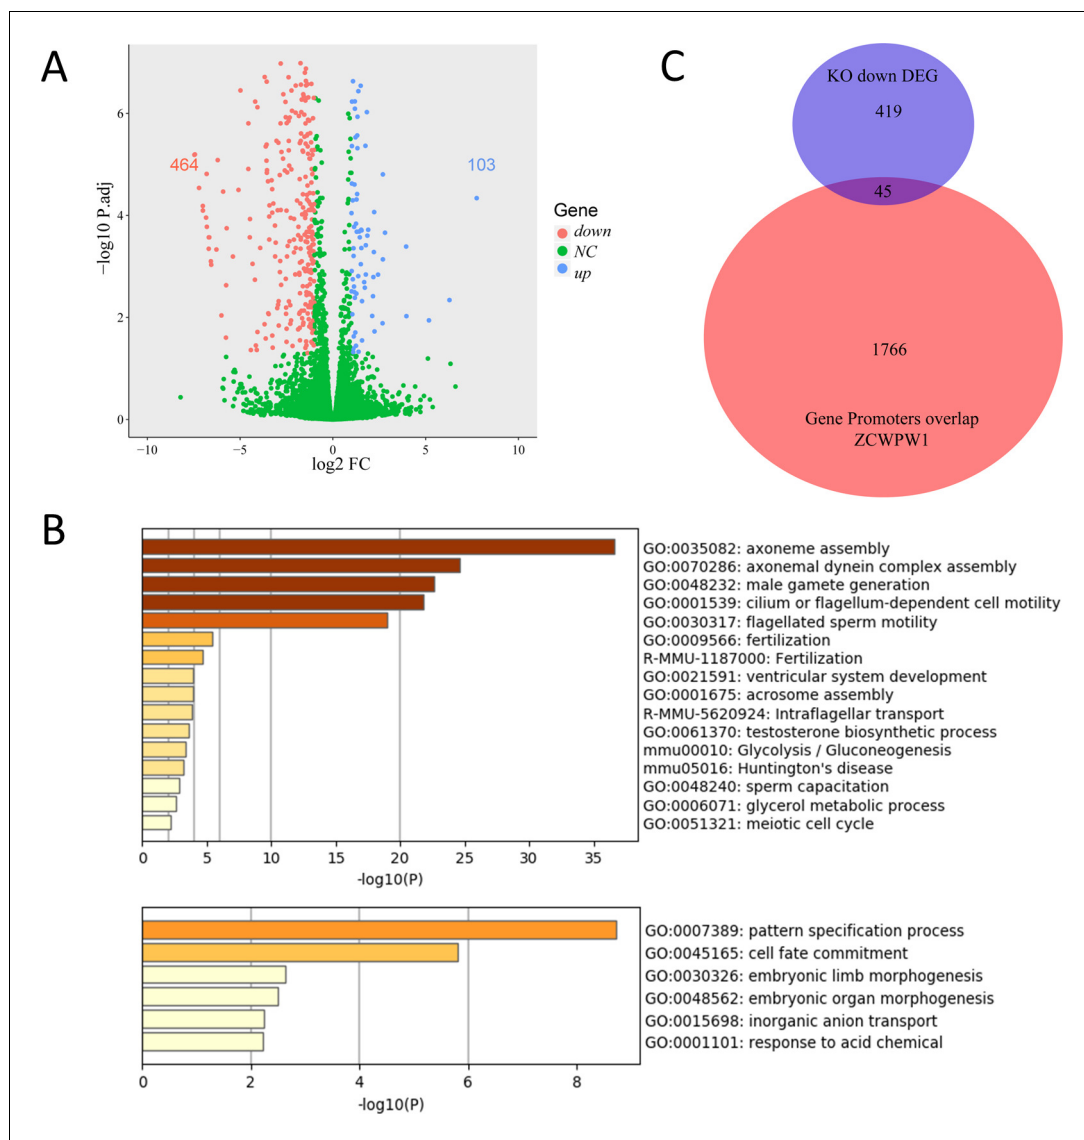 A
−log10 P.adj
6
4
2
0
464
103
−10
−5
0
5
10
log2 FC
Gene
down
NC
up
C
KO down DEG
419
45
1766
Gene Promoters overlap
ZCWPW1
B
GO:0035082: axoneme assembly
GO:0070286: axonemal dynein complex assembly
GO:0048232: male gamete generation
GO:0001539: cilium or flagellum-dependent cell motility
GO:0030317: flagellated sperm motility
GO:0009566: fertilization
R-MMU-1187000: Fertilization
GO:0021591: ventricular system development
GO:0001675: acrosome assembly
R-MMU-5620924: Intraflagellar transport
GO:0061370: testosterone biosynthetic process
mmu00010: Glycolysis / Gluconeogenesis
mmu05016: Huntington's disease
GO:0048240: sperm capacitation
GO:0006071: glycerol metabolic process
GO:0051321: meiotic cell cycle
0
5
10
15
20
25
30
35
-log10(P)
GO:0007389: pattern specification process
GO:0045165: cell fate commitment
GO:0030326: embryonic limb morphogenesis
GO:0048562: embryonic organ morphogenesis
GO:0015698: inorganic anion transport
GO:0001101: response to acid chemical
0
2
4
6
8
-log10(P)